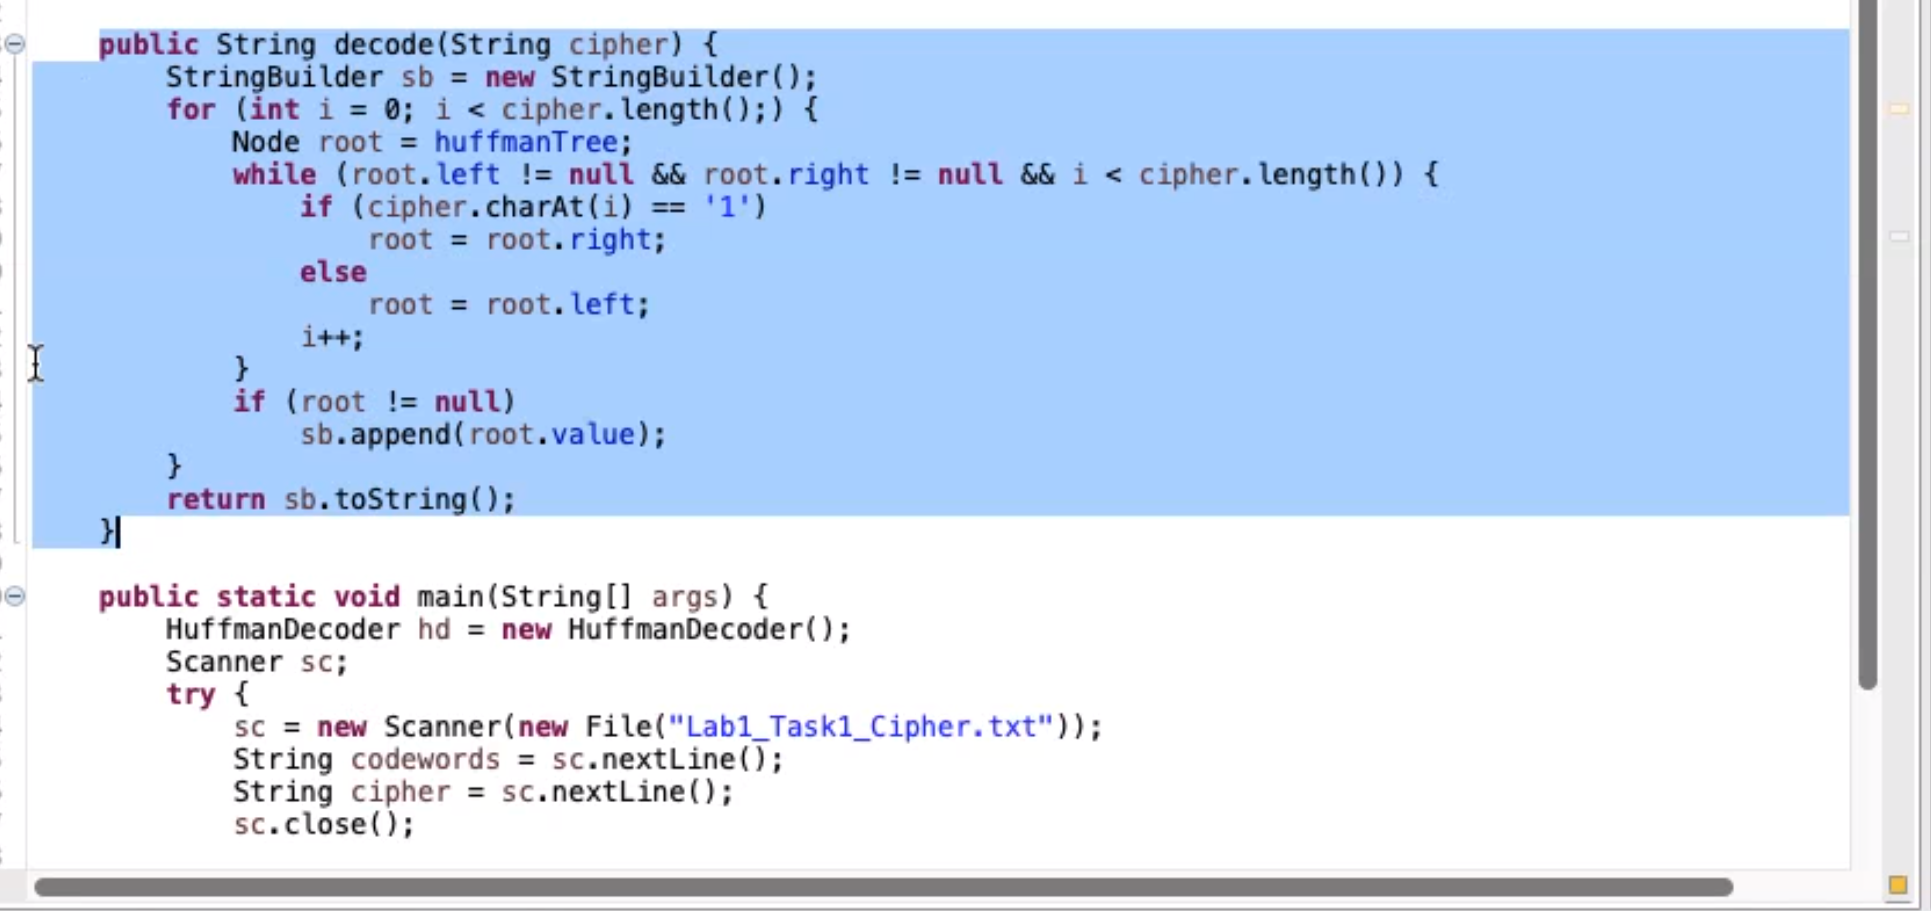 public String decode(String cipher) {
StringBuilder sb = new StringBuilder();
for (int i = 0; i < cipher.length();) {
Node root = huffmanTree;
while (root.left != null && root.right != null && i < cipher.length()) {
if (cipher.charAt(i) == '1')
root = root.right;
else
root = root.left;
i++;
}
if (root != null)
sb.append(root.value);
}
return sb.toString();
}
public static void main(String[] args) {
HuffmanDecoder hd = new HuffmanDecoder();
Scanner sc;
try {
sc = new Scanner(new File("Lab1_Task1_Cipher.txt"));
String codewords = sc.nextLine();
String cipher = sc.nextLine();
sc.close();